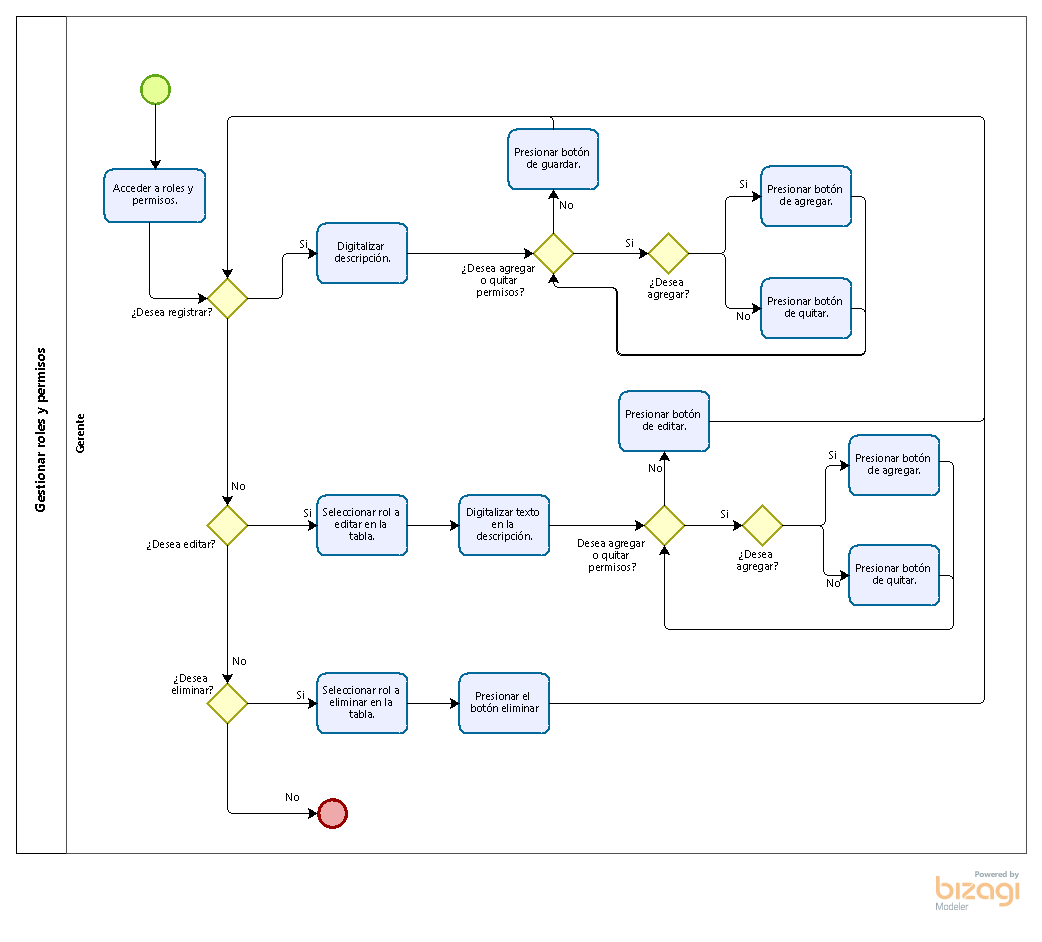 Gestionar roles y permisos
Gerente
Acceder a roles y
permisos.
¿Desea registrar?
Si
Digitalizar
descripción.
¿Desea agregar
o quitar
permisos?
No
Presionar botón
de guardar.
Si
¿Desea
agregar?
Si
Presionar botón
de agregar.
No
Presionar botón
de quitar.
No
¿Desea editar?
Si
Seleccionar rol a
editar en la
tabla.
Digitalizar texto
en la
descripción.
Desea agregar
o quitar
permisos?
No
Presionar botón
de editar.
Si
¿Desea
agregar?
Si
Presionar botón
de agregar.
No
Presionar botón
de quitar.
No
¿Desea
eliminar?
Si
Seleccionar rol a
eliminar en la
tabla.
Presionar el
botón eliminar
No
Powered by
bizagi
Modeler